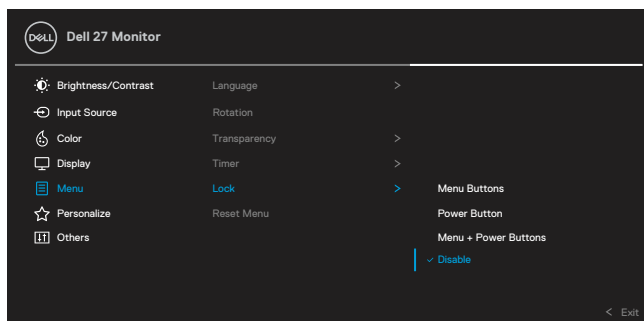 DELL Dell 27 Monitor
Brightness/Contrast Language >
Input Source Rotation
Color Transparency >
Display Timer >
Menu Lock > Menu Buttons
Personalize Reset Menu Power Button
Others Menu + Power Buttons
✓ Disable
< Exit